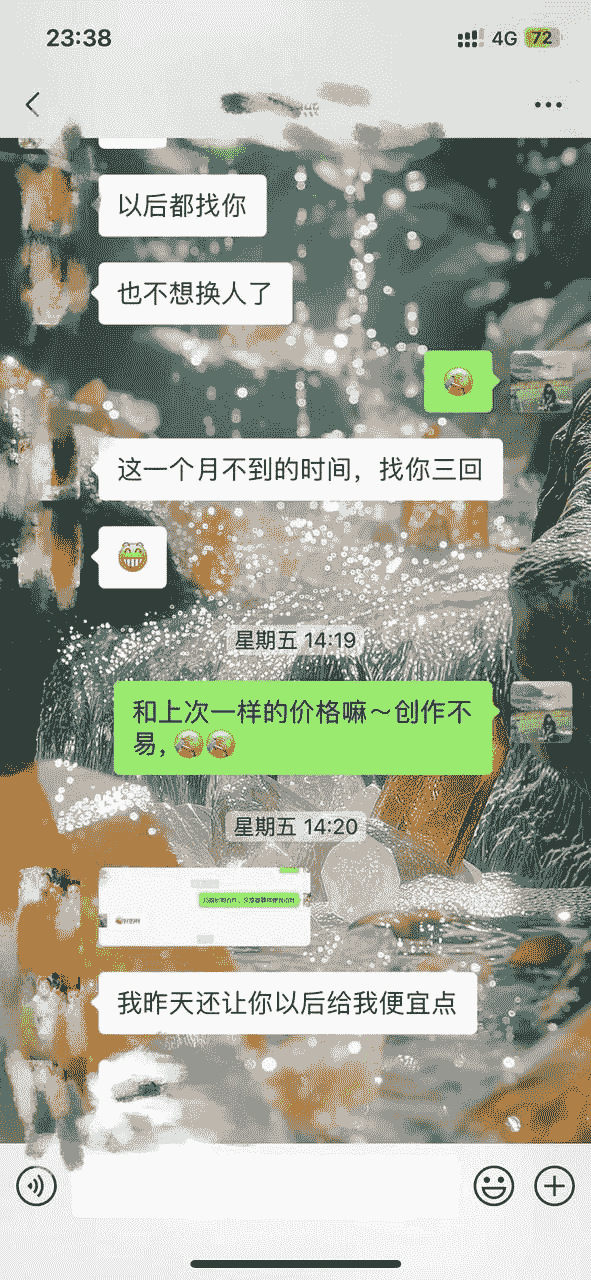 23:38
4G
72
以后都找你
也不想换人了
这一个月不到的时间，找你三回
星期五 14:19
和上次一样的价格嘛～创作不
易，
星期五 14:20
我昨天还让你以后给我便宜点